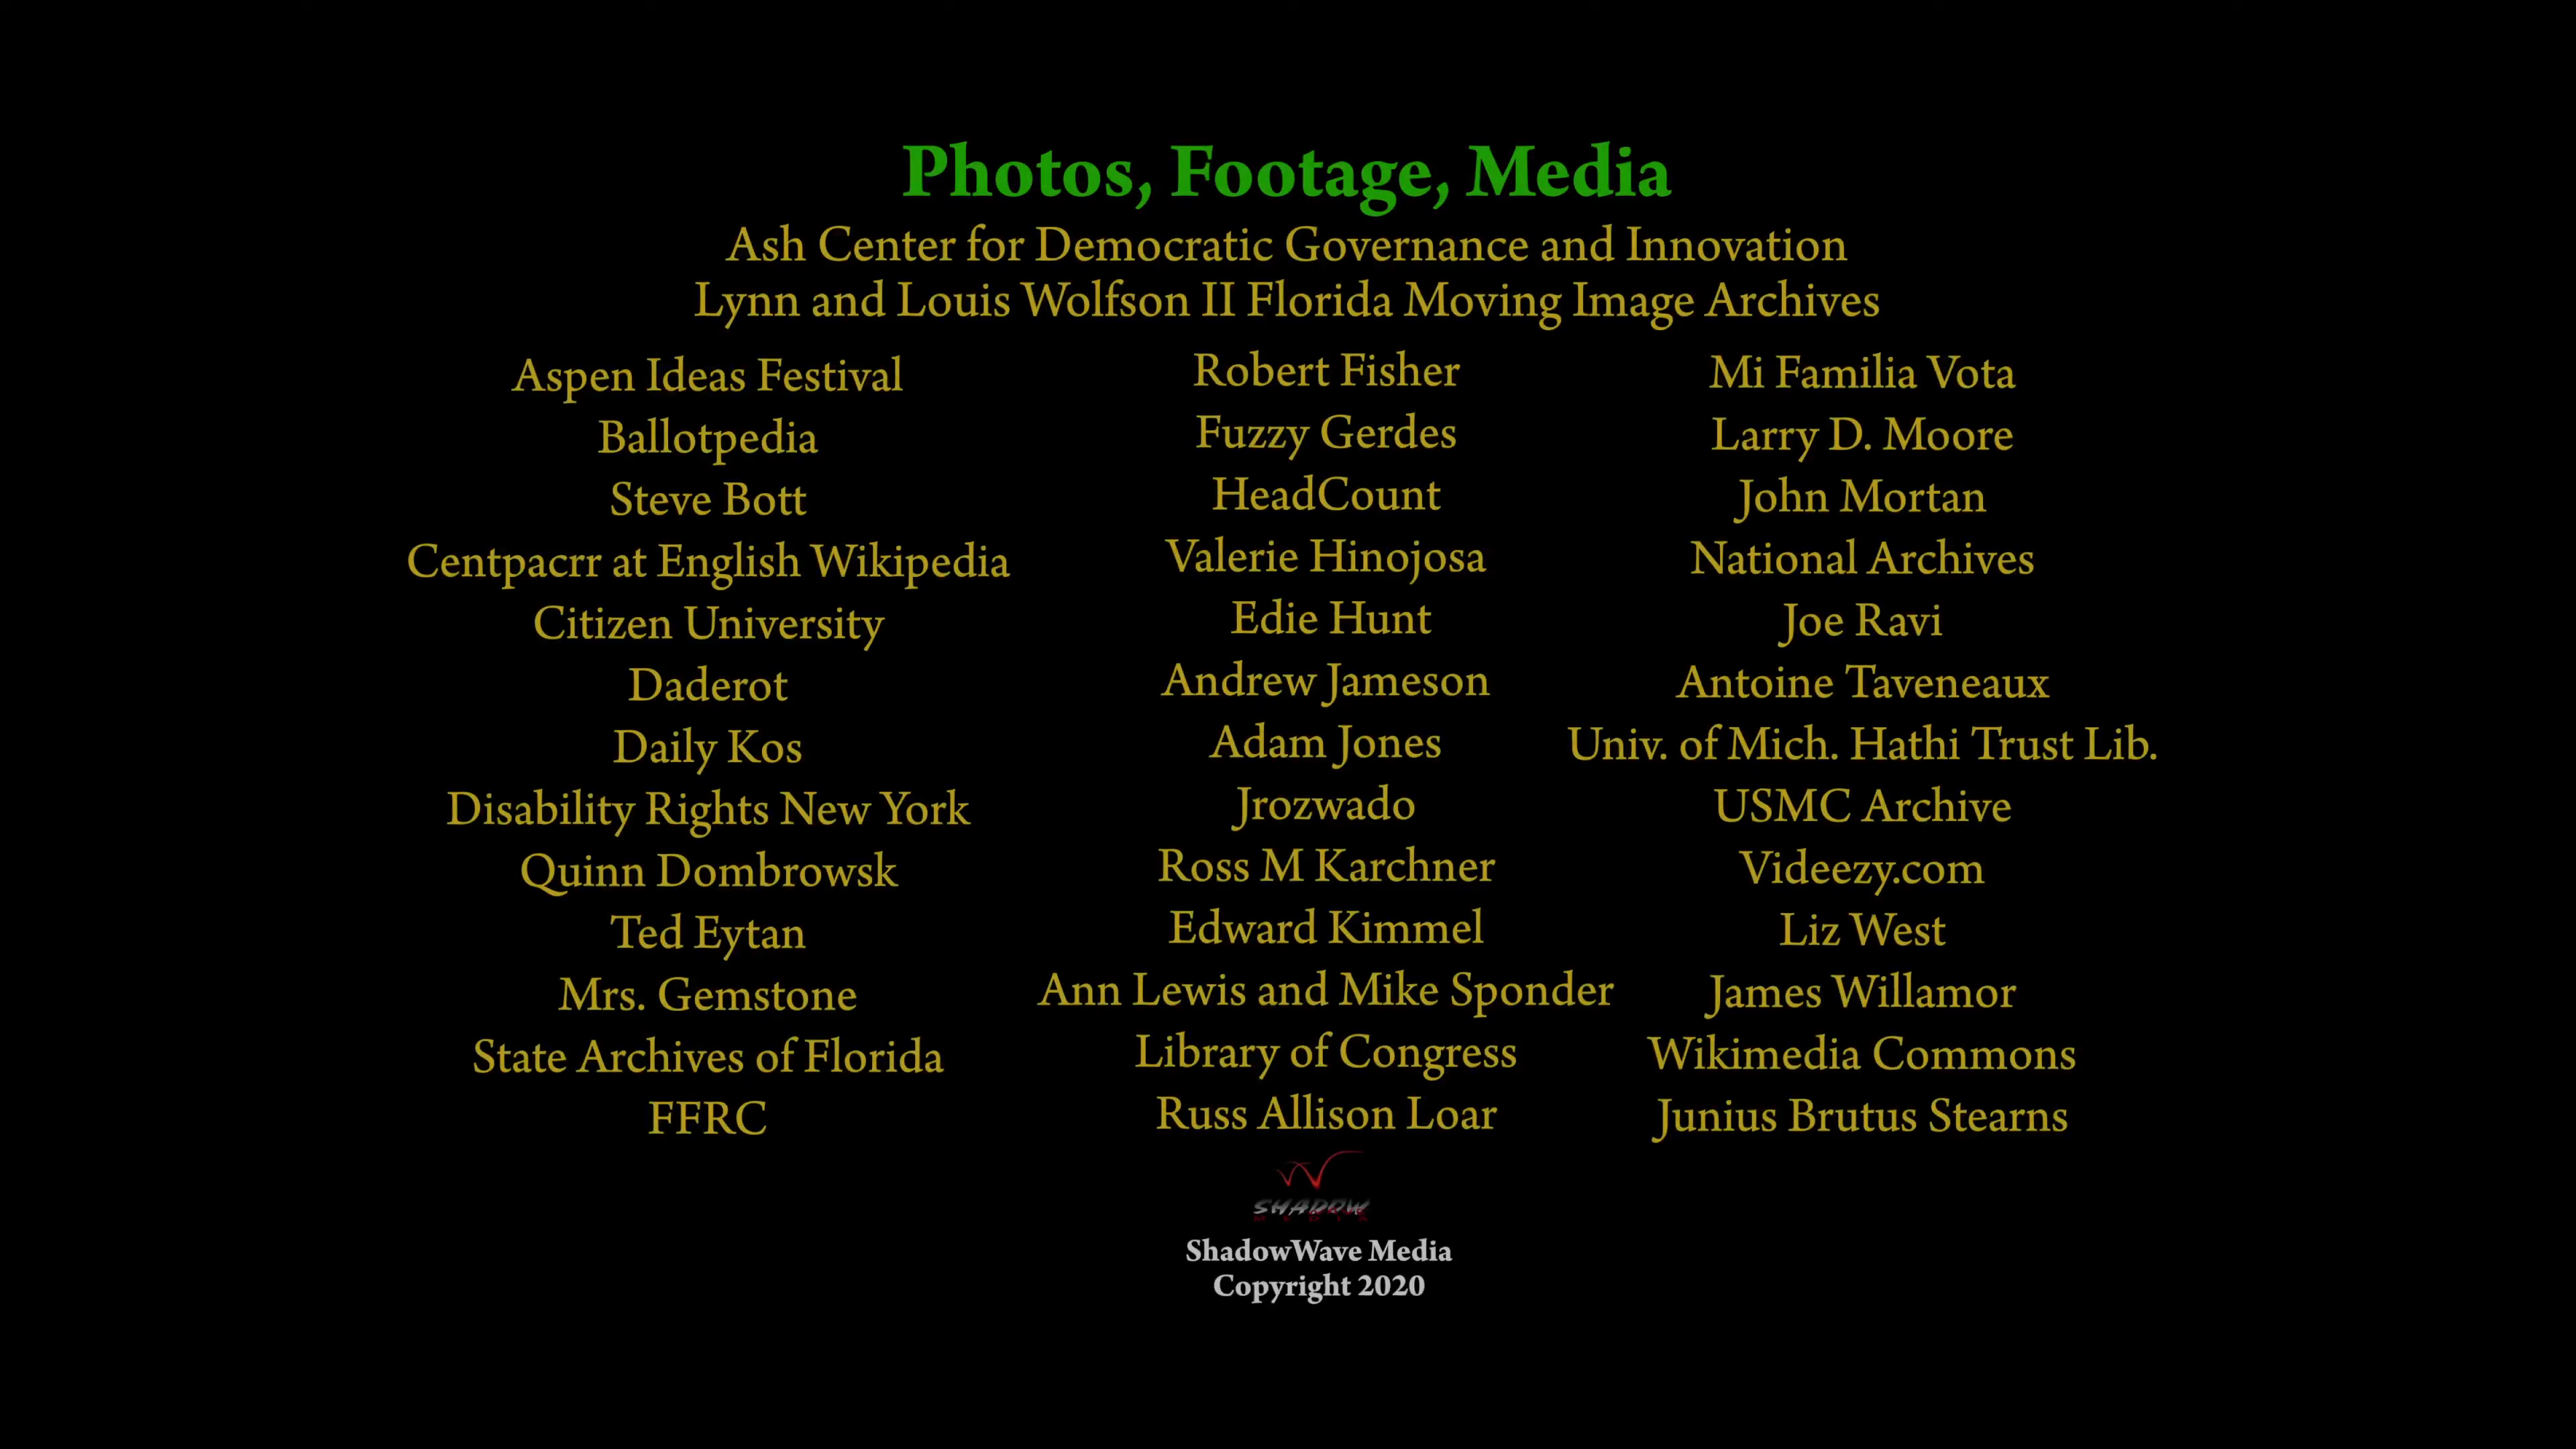 Photos, Footage, Media
Ash Center for Democratic Governance and Innovation
Lynn and Louis Wolfson II Florida Moving Image Archives
Aspen Ideas Festival
Ballotpedia
Steve Bott
Centpacrr at English Wikipedia
Citizen University
Daderot
Daily Kos
Disability Rights New York
Quinn Dombrowsk
Ted Eytan
Mrs. Gemstone
State Archives of Florida
FFRC
Robert Fisher
Fuzzy Gerdes
HeadCount
Valerie Hinojosa
Edie Hunt
Andrew Jameson
Adam Jones
Jrozwado
Ross M Karchner
Edward Kimmel
Ann Lewis and Mike Sponder
Library of Congress
Russ Allison Loar
Mi Familia Vota
Larry D. Moore
John Mortan
National Archives
Joe Ravi
Antoine Taveneaux
Univ. of Mich. Hathi Trust Lib.
USMC Archive
Videezy.com
Liz West
James Willamor
Wikimedia Commons
Junius Brutus Stearns
SHADOW
ShadowWave Media
Copyright 2020